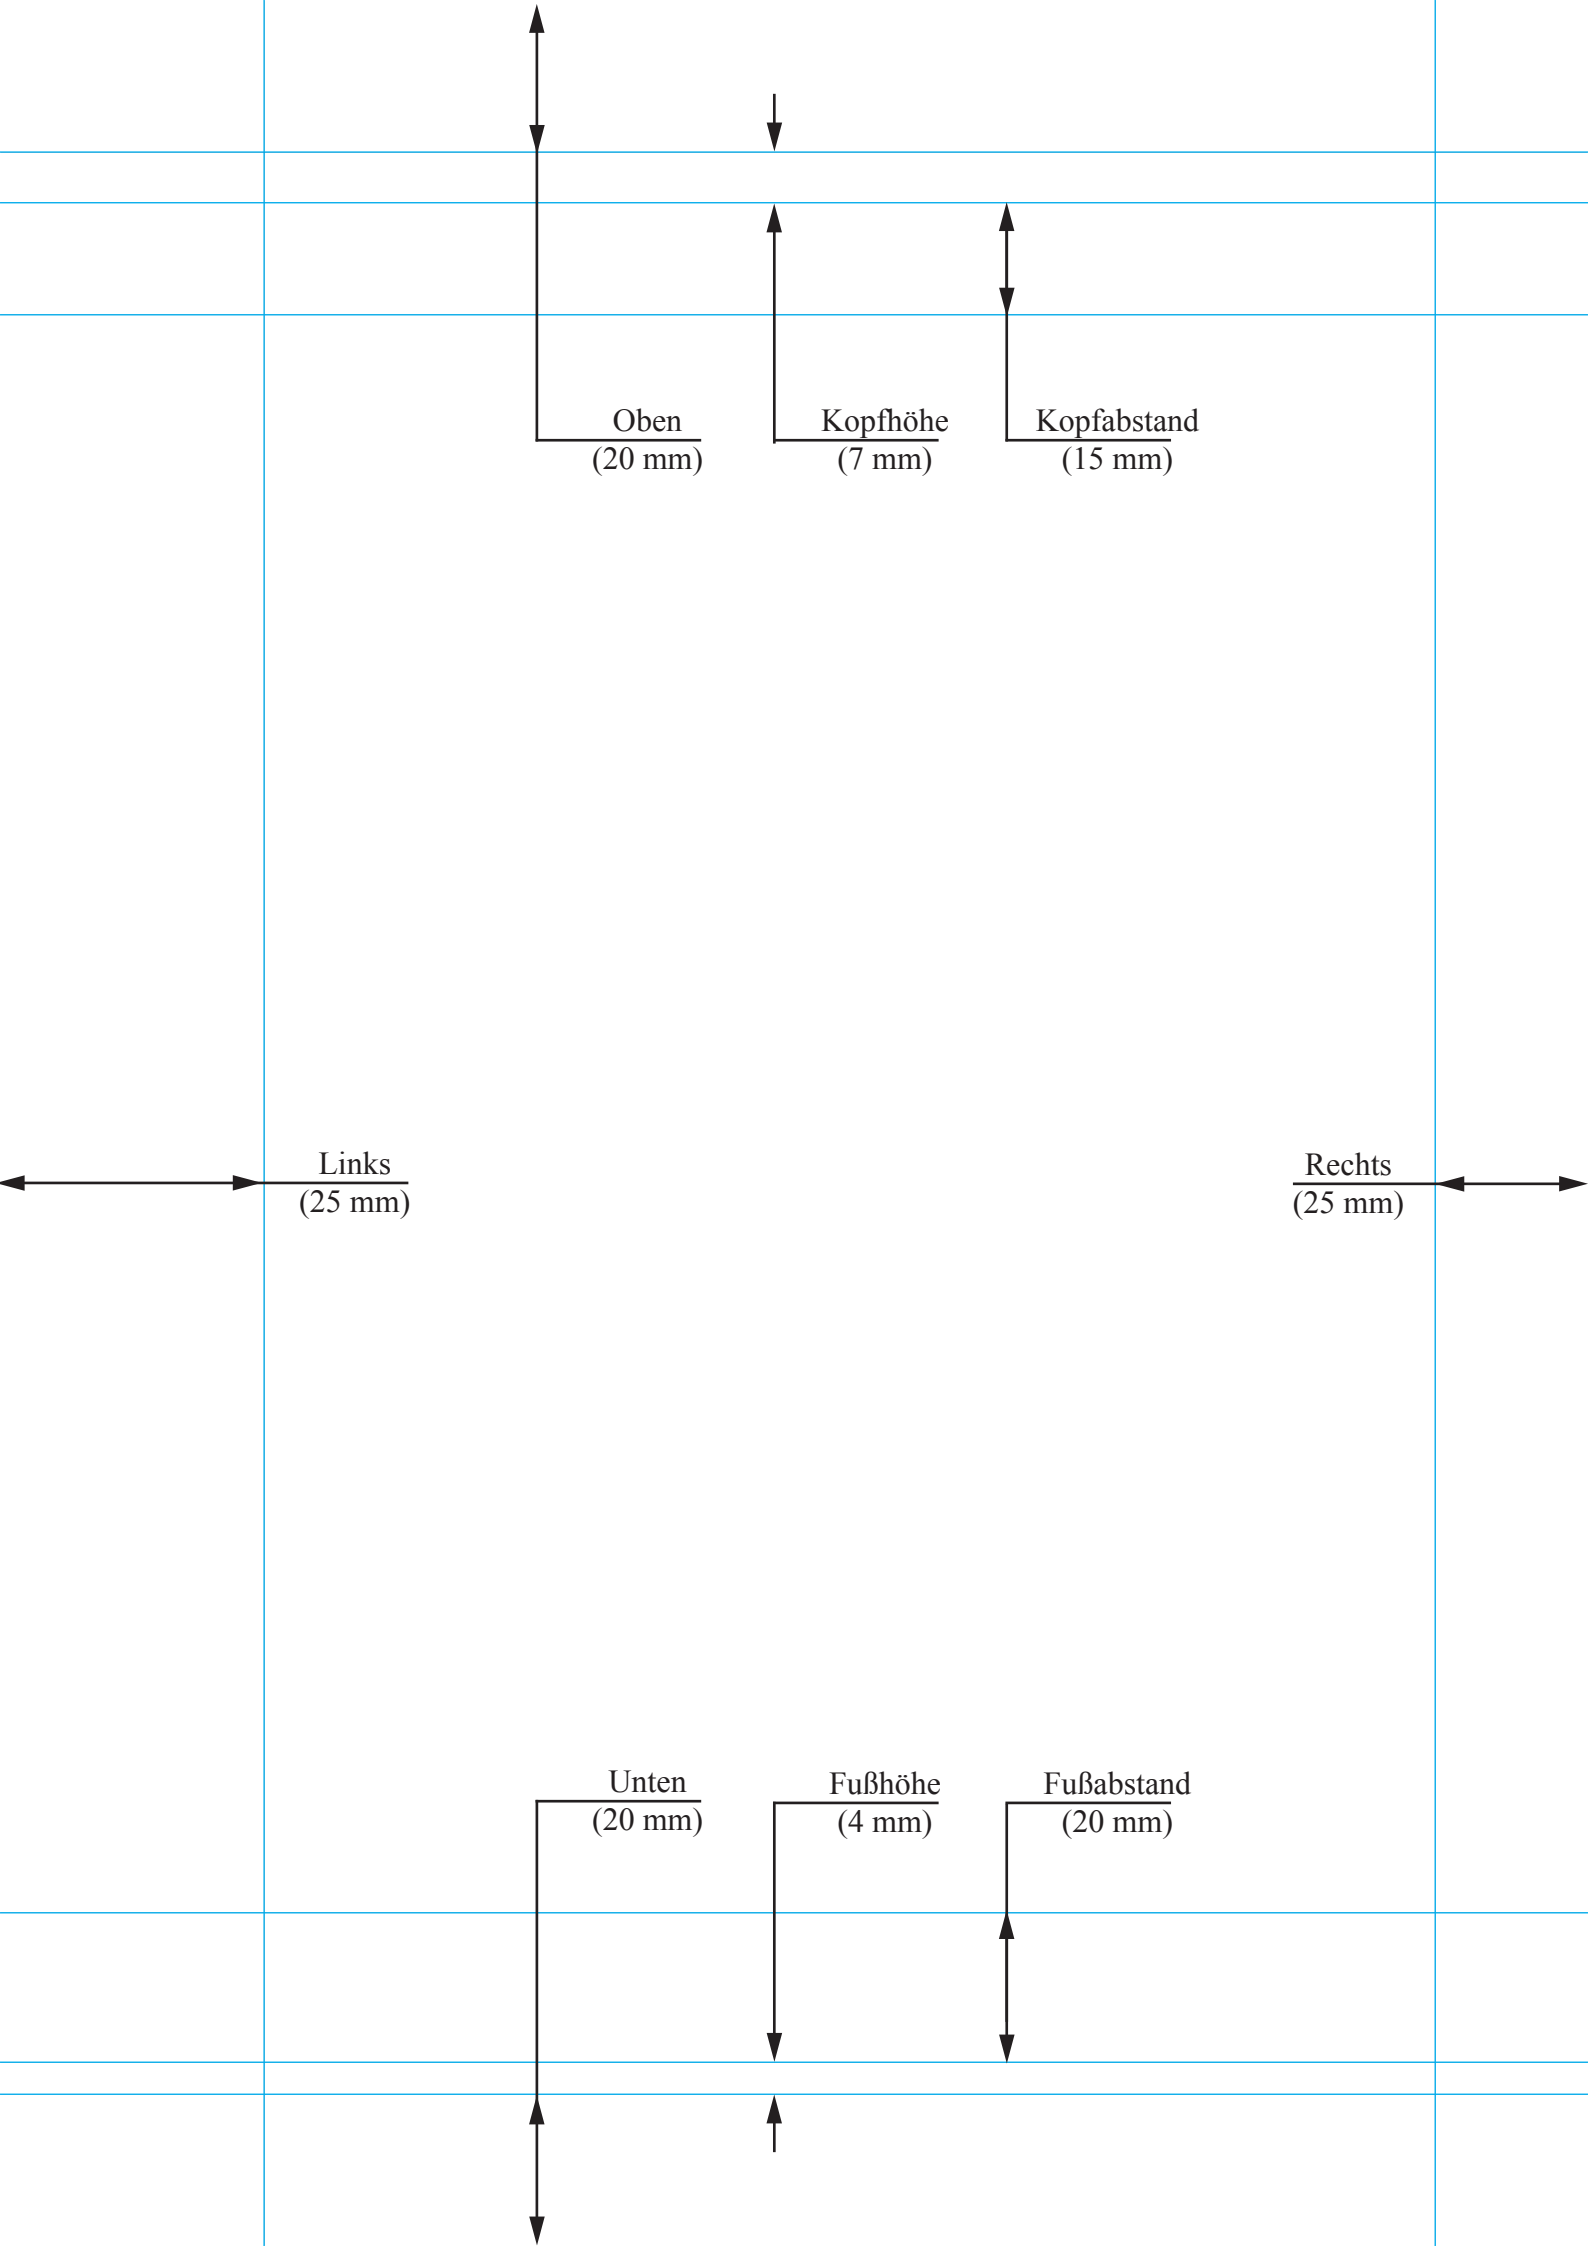 Oben
(20 mm)
Kopfhöhe
(7 mm)
Kopfabstand
(15 mm)
Links
(25 mm)
Rechts
(25 mm)
Unten
(20 mm)
Fußhöhe
(4 mm)
Fußabstand
(20 mm)